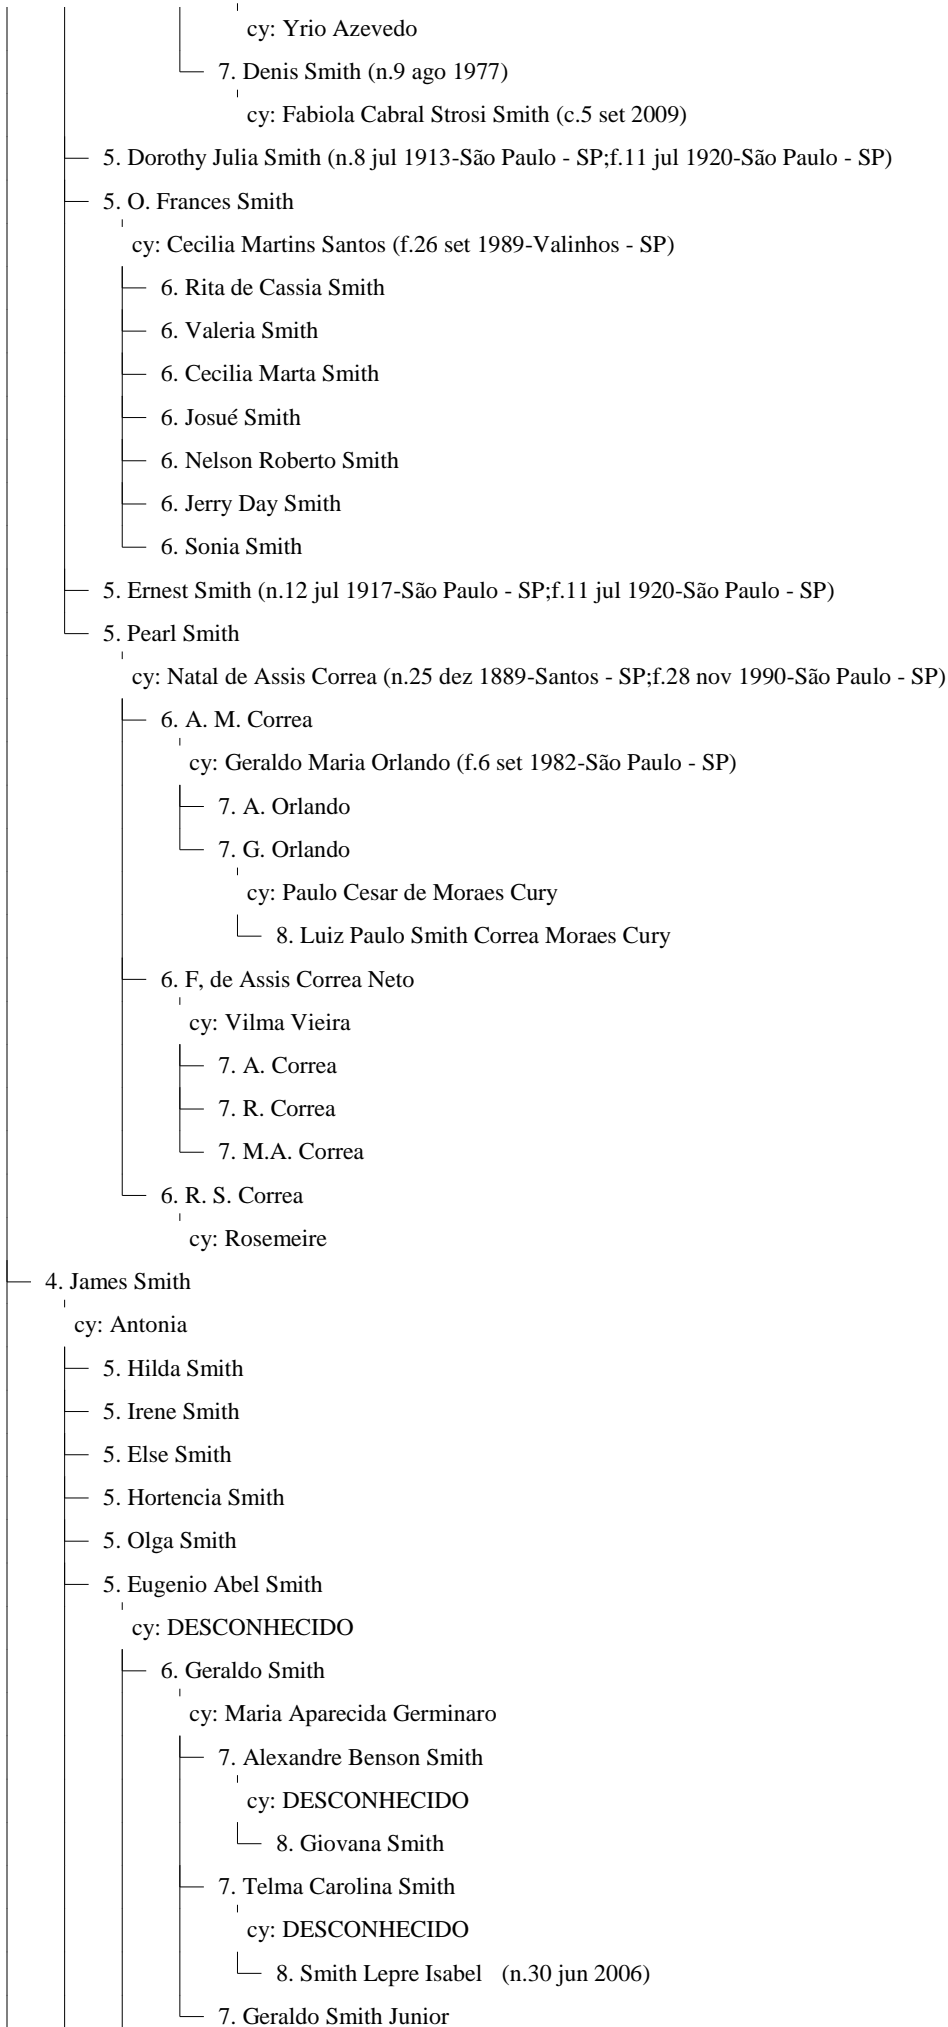 cy: Yrio Azevedo
7. Denis Smith (n.9 ago 1977)
cy: Fabiola Cabral Strosi Smith (c.5 set 2009)
5. Dorothy Julia Smith (n.8 jul 1913-São Paulo - SP;f.11 jul 1920-São Paulo - SP)
5. O. Frances Smith
cy: Cecilia Martins Santos (f.26 set 1989-Valinhos - SP)
6. Rita de Cassia Smith
6. Valeria Smith
6. Cecilia Marta Smith
6. Josué Smith
6. Nelson Roberto Smith
6. Jerry Day Smith
6. Sonia Smith
5. Ernest Smith (n.12 jul 1917-São Paulo - SP;f.11 jul 1920-São Paulo - SP)
5. Pearl Smith
cy: Natal de Assis Correa (n.25 dez 1889-Santos - SP;f.28 nov 1990-São Paulo - SP)
6. A. M. Correa
cy: Geraldo Maria Orlando (f.6 set 1982-São Paulo - SP)
7. A. Orlando
7. G. Orlando
cy: Paulo Cesar de Moraes Cury
8. Luiz Paulo Smith Correa Moraes Cury
6. F, de Assis Correa Neto
cy: Vilma Vieira
7. A. Correa
7. R. Correa
7. M.A. Correa
6. R. S. Correa
cy: Rosemeire
4. James Smith
cy: Antonia
5. Hilda Smith
5. Irene Smith
5. Else Smith
5. Hortencia Smith
5. Olga Smith
5. Eugenio Abel Smith
cy: DESCONHECIDO
6. Geraldo Smith
cy: Maria Aparecida Germinaro
7. Alexandre Benson Smith
cy: DESCONHECIDO
8. Giovana Smith
7. Telma Carolina Smith
cy: DESCONHECIDO
8. Smith Lepre Isabel (n.30 jun 2006)
7. Geraldo Smith Junior